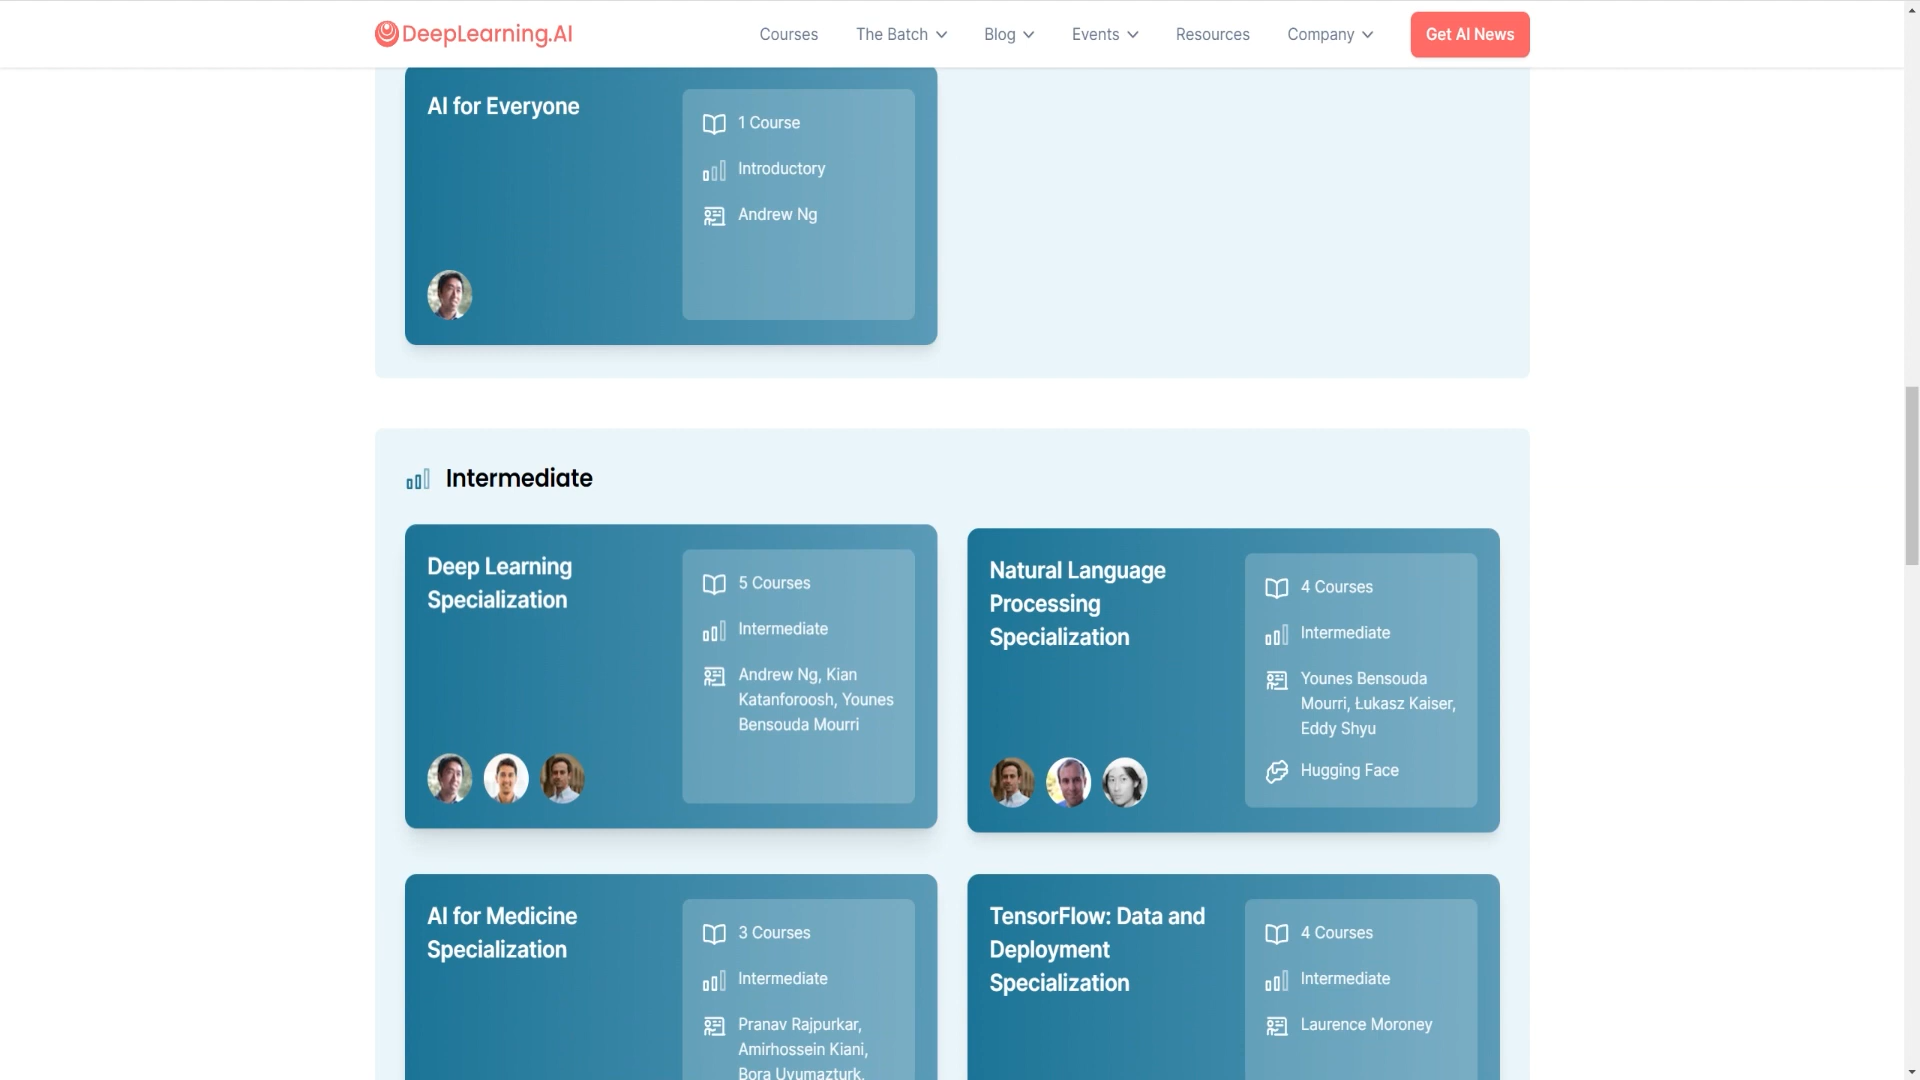 DeepLearning.AI
Courses
The Batch
Blog
Events
Resources
Company
Get AI News
AI for Everyone
1 Course
Introductory
Andrew Ng
Intermediate
Deep Learning
Specialization
5 Courses
Intermediate
Andrew Ng, Kian
Katanforoosh, Younes
Bensouda Mourri
Natural Language
Processing
Specialization
4 Courses
Intermediate
Younes Bensouda
Mourri, Łukasz Kaiser,
Eddy Shyu
Hugging Face
AI for Medicine
Specialization
3 Courses
Intermediate
Pranav Rajpurkar,
Amirhossein Kiani,
Bora Uyumazturk,
TensorFlow: Data and
Deployment
Specialization
4 Courses
Intermediate
Laurence Moroney